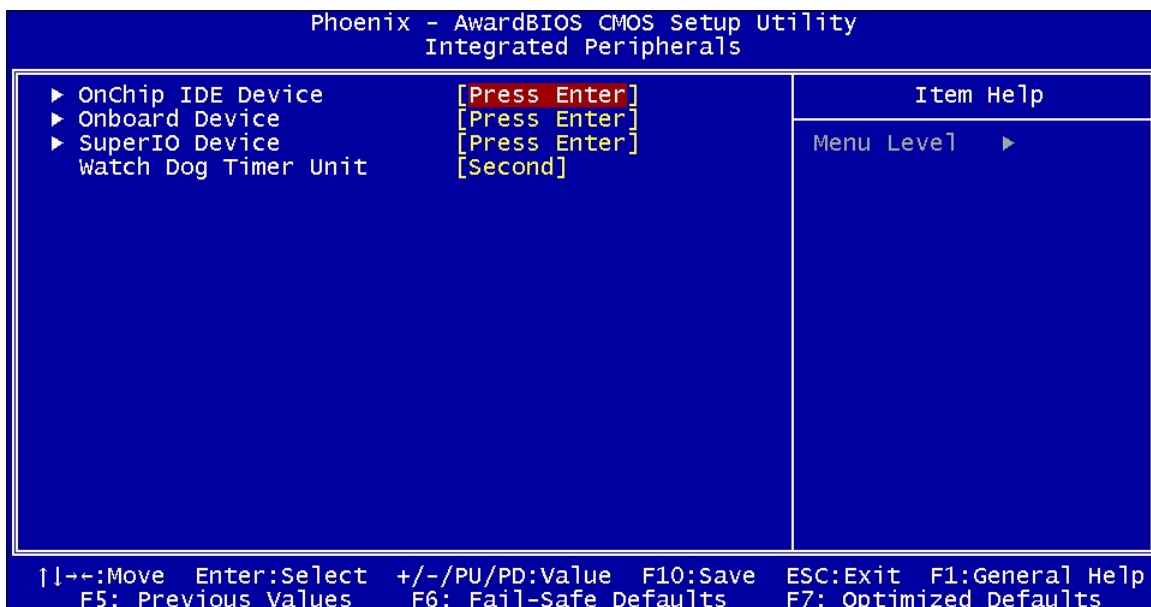 Phoenix - AwardBIOS CMOS Setup Utility
Integrated Peripherals
► OnChip IDE Device [Press Enter]
► Onboard Device [Press Enter]
► SuperIO Device [Press Enter]
Watch Dog Timer Unit [Second]
Item Help
Menu Level ►
↑↓→←:Move Enter:Select +/-/PU/PD:Value F10:Save ESC:Exit F1:General Help
F5: Previous Values F6: Fail-Safe Defaults F7: Optimized Defaults